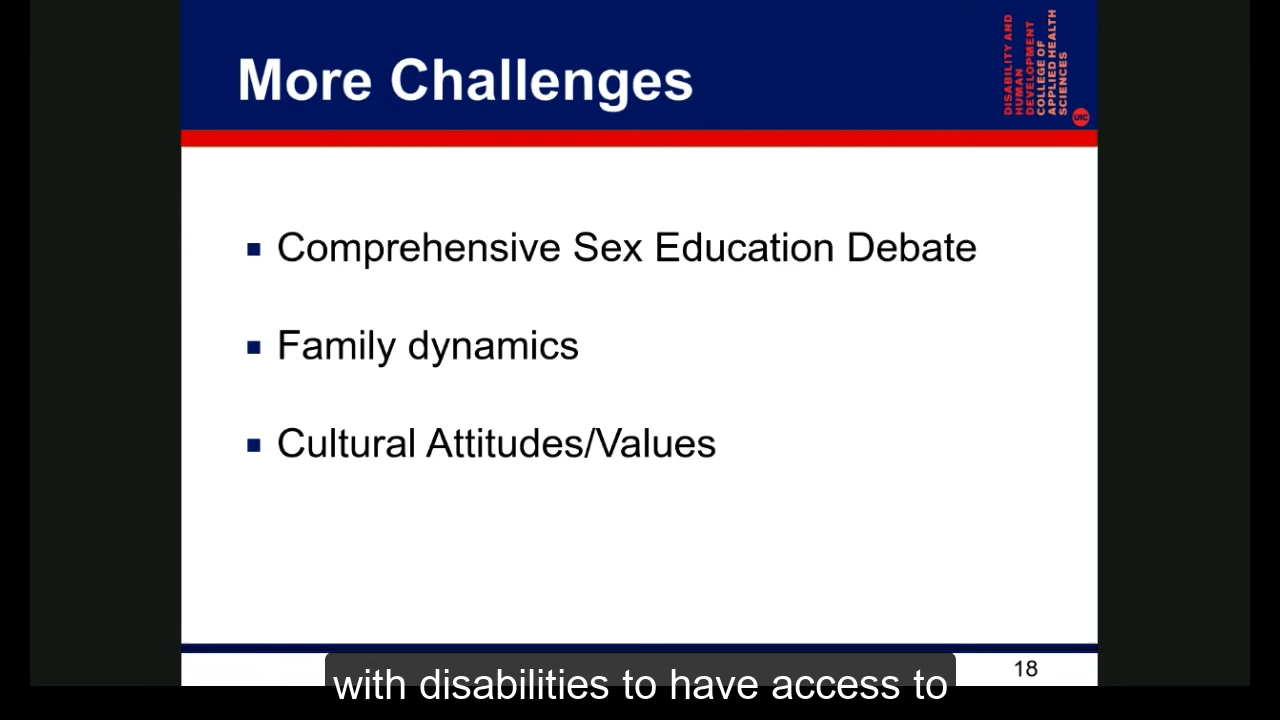 More Challenges
DISABILITY AND
HUMAN
DEVELOPMENT
COLLEGE OF
APPLIED HEALTH
SCIENCES
UIC
Comprehensive Sex Education Debate
Family dynamics
Cultural Attitudes/Values
18
with disabilities to have access to